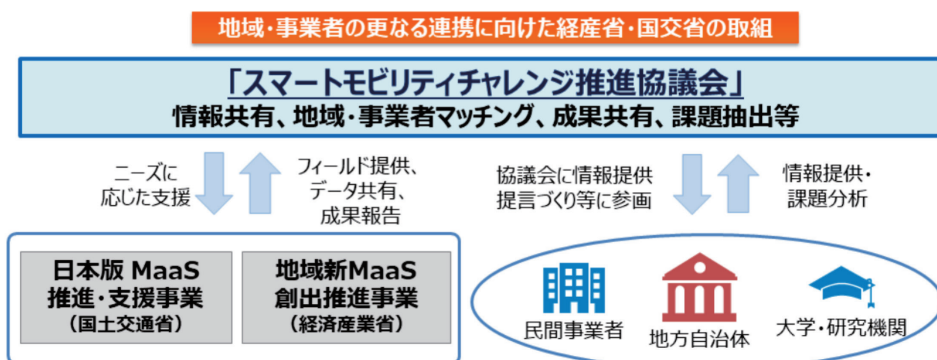 地域・事業者の更なる連携に向けた経産省・国交省の取組
「スマートモビリティチャレンジ推進協議会」
情報共有、地域・事業者マッチング、成果共有、課題抽出等
ニーズに
応じた支援
フィールド提供、
データ共有、
成果報告
協議会に情報提供
提言づくり等に参画
情報提供・
課題分析
日本版 MaaS
推進・支援事業
（国土交通省）
地域新MaaS
創出推進事業
（経済産業省）
民間事業者
地方自治体
大学・研究機関